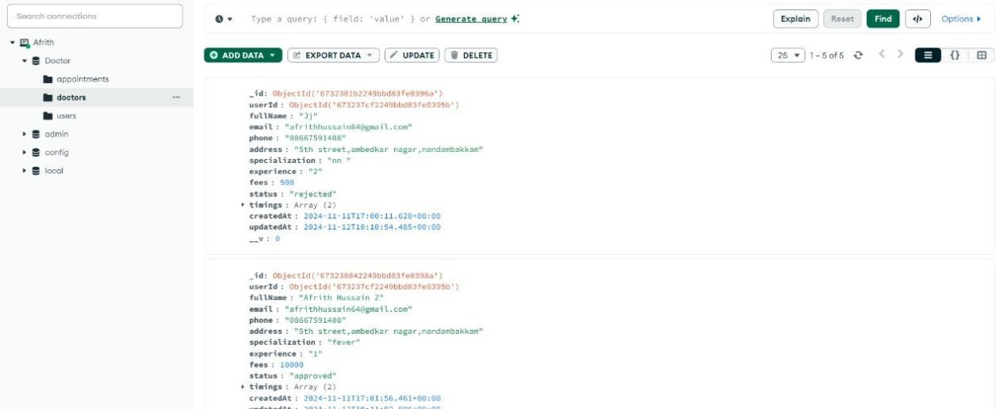 Search connections
Afrith
Doctor
appointments
doctors
users
admin
config
local
Type a query: { field: 'value' } or Generate query
Explain
Reset
Find
</>
Options
ADD DATA
EXPORT DATA
UPDATE
DELETE
25
1 – 5 of 5
{}
_id: ObjectId('6732381b2249bbd83fe0396a')
userId : ObjectId('673237cf2249bbd83fe0395b')
fullName : "Jj"
email : "afrithhussain64@gmail.com"
phone : "08667591408"
address : "5th street,ambedkar nagar,nandambakkam"
specialization : "nn "
experience : "2"
fees : 500
status : "rejected"
timings : Array (2)
createdAt : 2024-11-11T17:00:11.620+00:00
updatedAt : 2024-11-12T10:10:54.485+00:00
__v : 0
_id: ObjectId('673238842249bbd83fe0398a')
userId : ObjectId('673237cf2249bbd83fe0395b')
fullName : "Afrith Hussain Z"
email : "afrithhussain64@gmail.com"
phone : "08667591408"
address : "5th street,ambedkar nagar,nandambakkam"
specialization : "fever"
experience : "1"
fees : 10000
status : "approved"
timings : Array (2)
createdAt : 2024-11-11T17:01:56.461+00:00